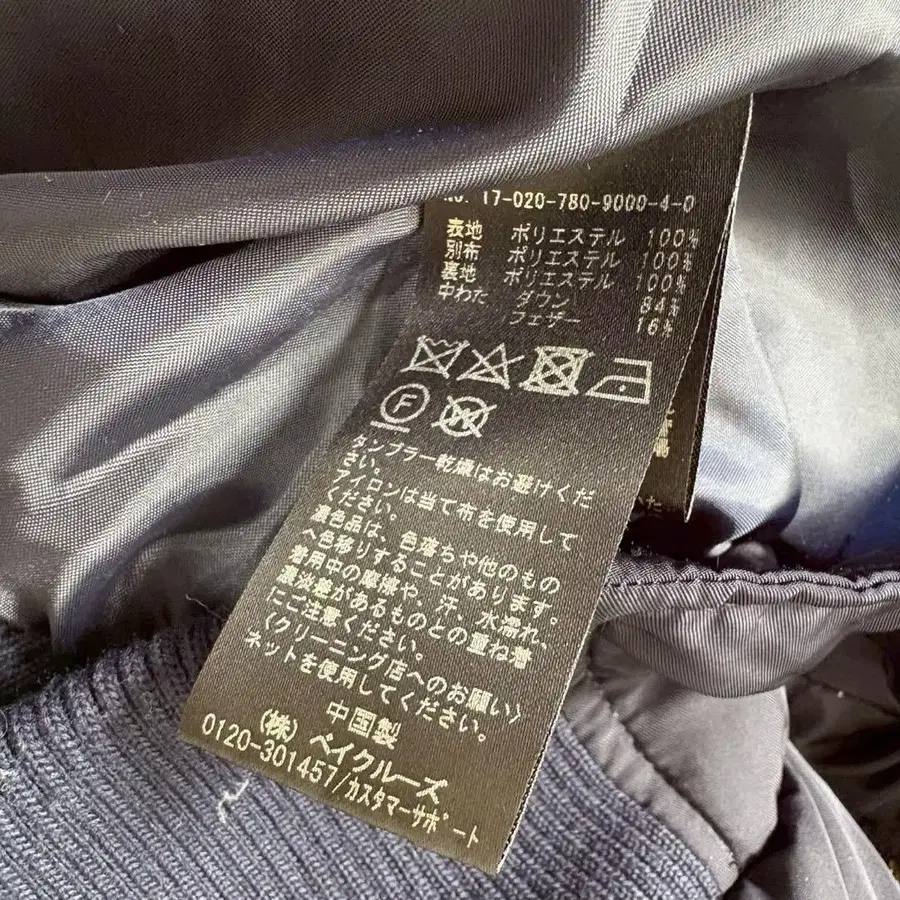 No. 17-020-780-9000-4-0
表地 ポリエステル 100%
別布 ポリエステル 100%
裏地 ポリエステル 100%
中わた ダウン 84%
フェザー 16%
F
タンブラー乾燥はお避けくだ
さい。
アイロンは当て布を使用して
ください。
濃色品は、色落ちや他のもの
へ色移りすることがあります。
着用中の摩擦や、汗、水濡れ、
濃淡差があるものとの重ね着
にご注意ください。
〈クリーニング店へのお願い〉
ネットを使用してください。
中国製
(株) ベイクルーズ
0120-301457/カスタマーサポート